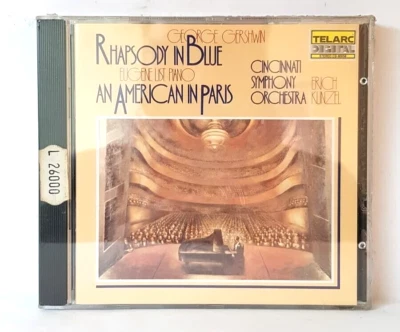 GEORGE GERSHWIN
RHAPSODY IN BLUE
EUGENE LIST PIANO
AN AMERICAN IN PARIS
CINCINNATI
SYMPHONY
ORCHESTRA
ERICH
KUNZEL
TELARC
DIGITAL
L 26000